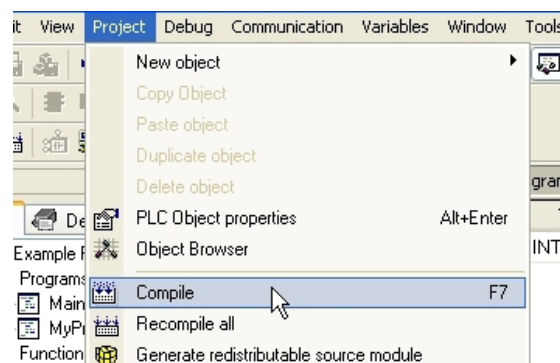 it View Project Debug Communication Variables Window Tools
New object
Copy Object
Paste object
Duplicate object
Delete object
PLC Object properties Alt+Enter
Object Browser
Compile F7
Recompile all
Generate redistributable source module
De
Example
Programs
Main
MyPr
Function
gran
INT